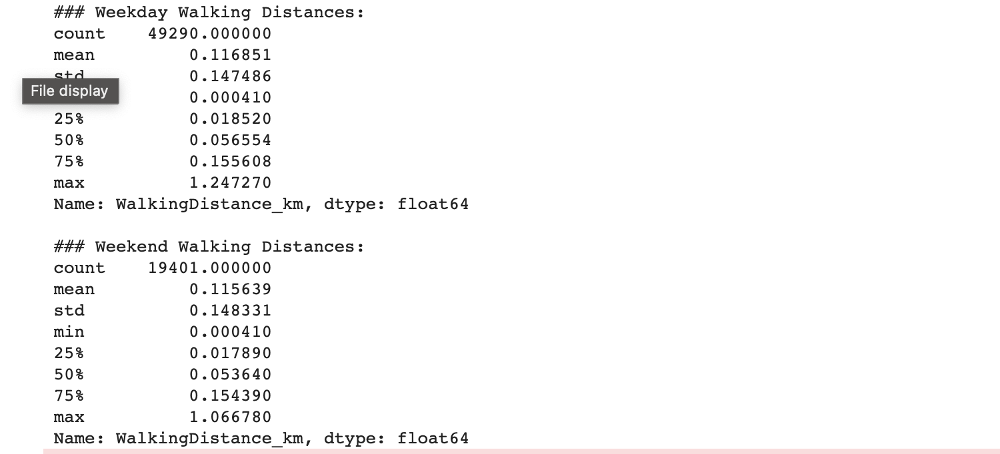 ### Weekday Walking Distances:
count 49290.000000
mean 0.116851
std 0.147486
File display 0.000410
25% 0.018520
50% 0.056554
75% 0.155608
max 1.247270
Name: WalkingDistance_km, dtype: float64
### Weekend Walking Distances:
count 19401.000000
mean 0.115639
std 0.148331
min 0.000410
25% 0.017890
50% 0.053640
75% 0.154390
max 1.066780
Name: WalkingDistance_km, dtype: float64